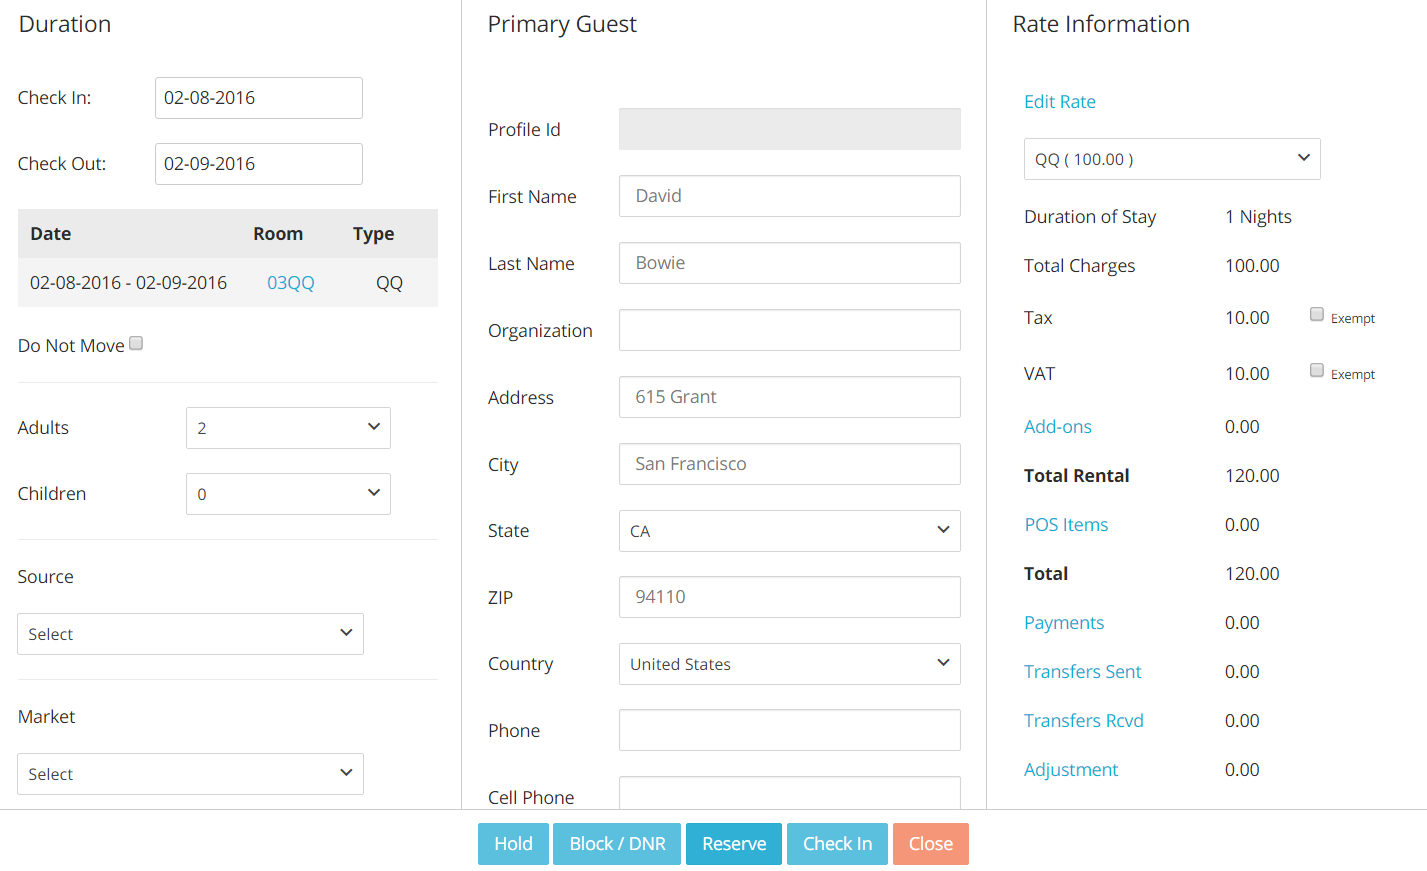 Duration
Check In:
02-08-2016
Check Out:
02-09-2016
Date Room Type
02-08-2016 - 02-09-2016 03QQ QQ
Do Not Move
Adults
2
Children
0
Source
Select
Market
Select
Primary Guest
Profile Id
First Name
David
Last Name
Bowie
Organization
Address
615 Grant
City
San Francisco
State
CA
ZIP
94110
Country
United States
Phone
Cell Phone
Rate Information
Edit Rate
QQ ( 100.00 )
Duration of Stay 1 Nights
Total Charges 100.00
Tax 10.00 Exempt
VAT 10.00 Exempt
Add-ons 0.00
Total Rental 120.00
POS Items 0.00
Total 120.00
Payments 0.00
Transfers Sent 0.00
Transfers Rcvd 0.00
Adjustment 0.00
Hold Block / DNR Reserve Check In Close